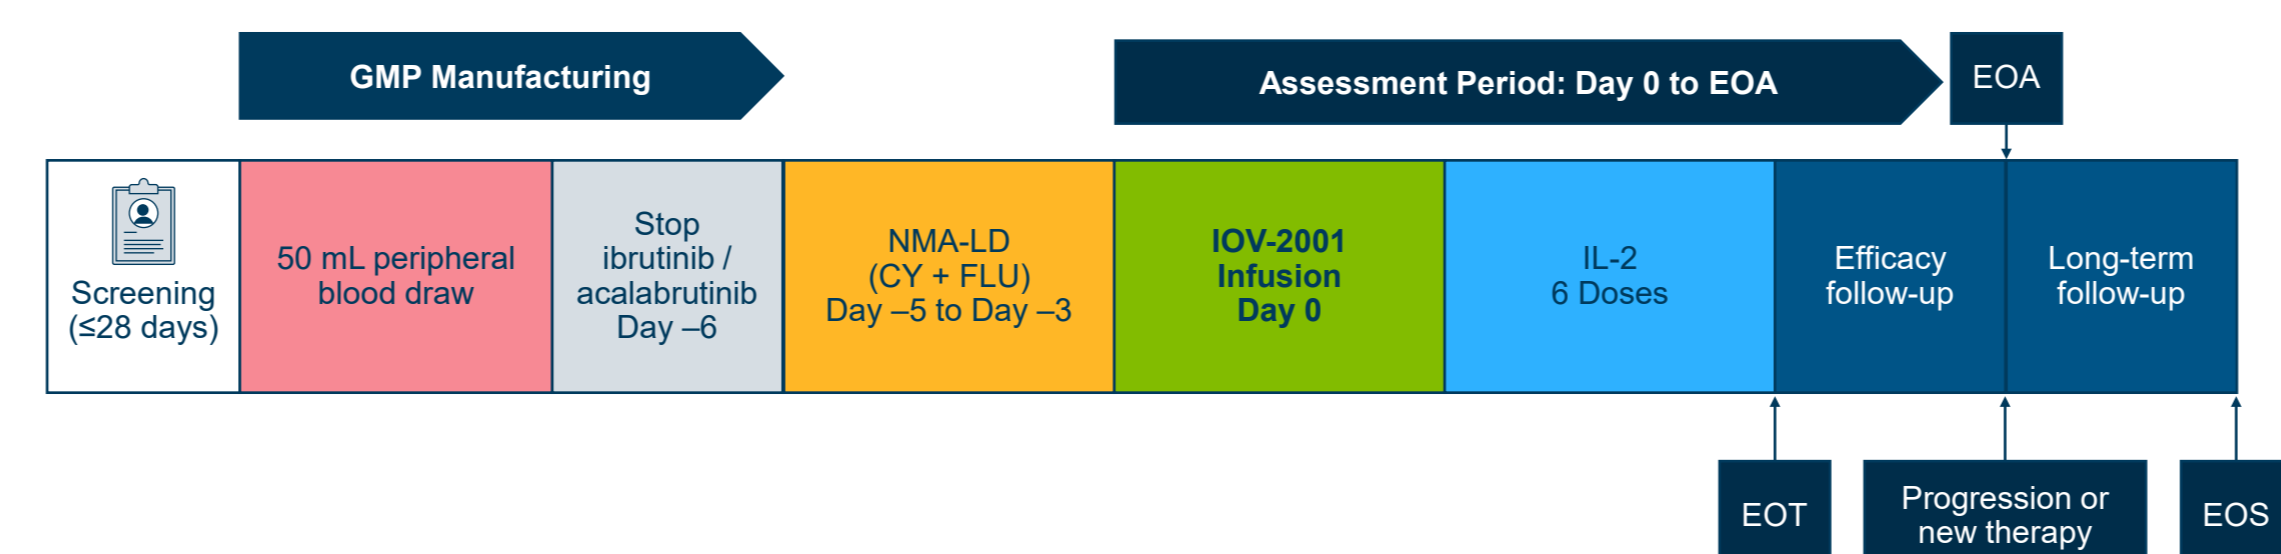 GMP Manufacturing
Assessment Period: Day 0 to EOA
EOA
Screening
(≤28 days)
50 mL peripheral
blood draw
Stop
ibrutinib /
acalabrutinib
Day –6
NMA-LD
(CY + FLU)
Day –5 to Day –3
IOV-2001
Infusion
Day 0
IL-2
6 Doses
Efficacy
follow-up
Long-term
follow-up
EOT
Progression or
new therapy
EOS